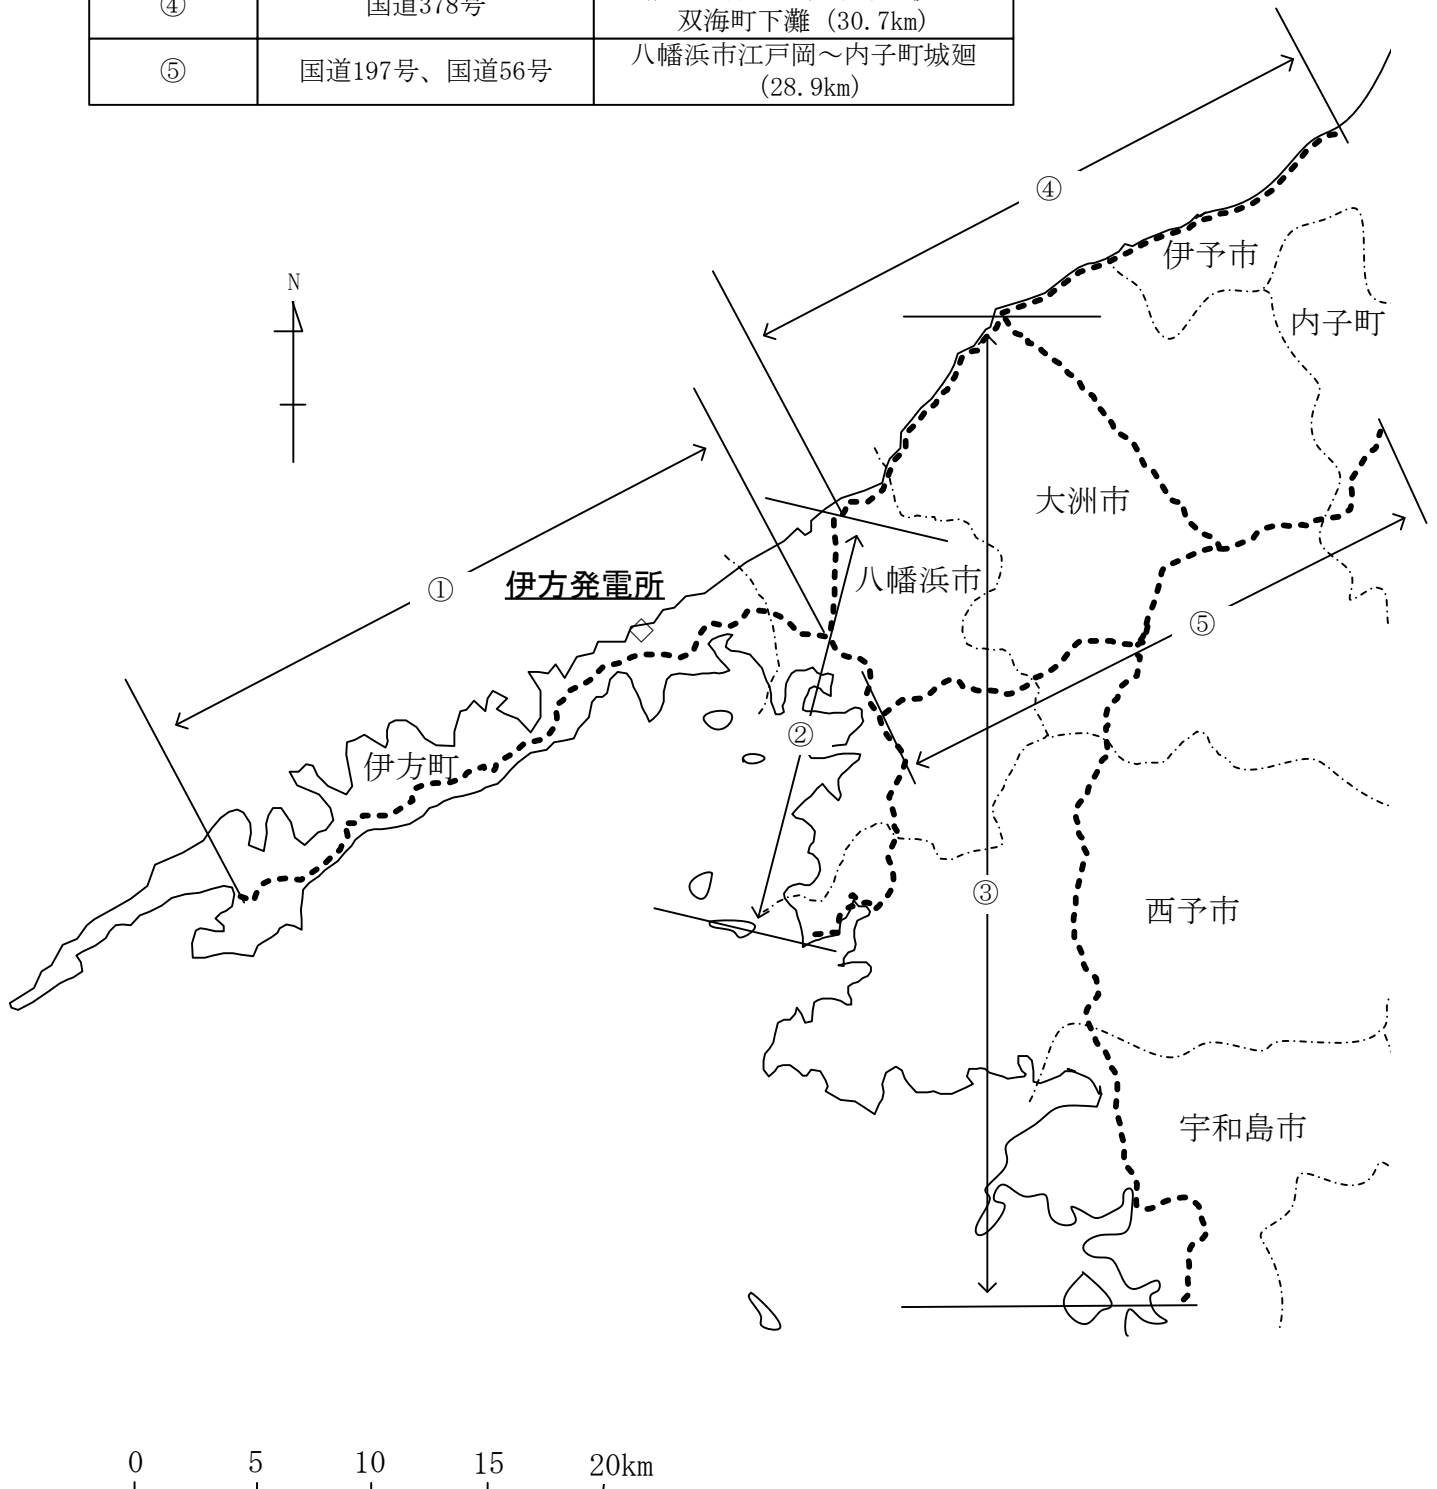 ④ 国道378号
双海町下灘 (30.7km)
⑤ 国道197号、国道56号 八幡浜市江戸岡～内子町城廻
(28.9km)
④
伊予市
N
内子町
大洲市
八幡浜市
①
伊方発電所
⑤
②
伊方町
③
西予市
宇和島市
0 5 10 15 20km